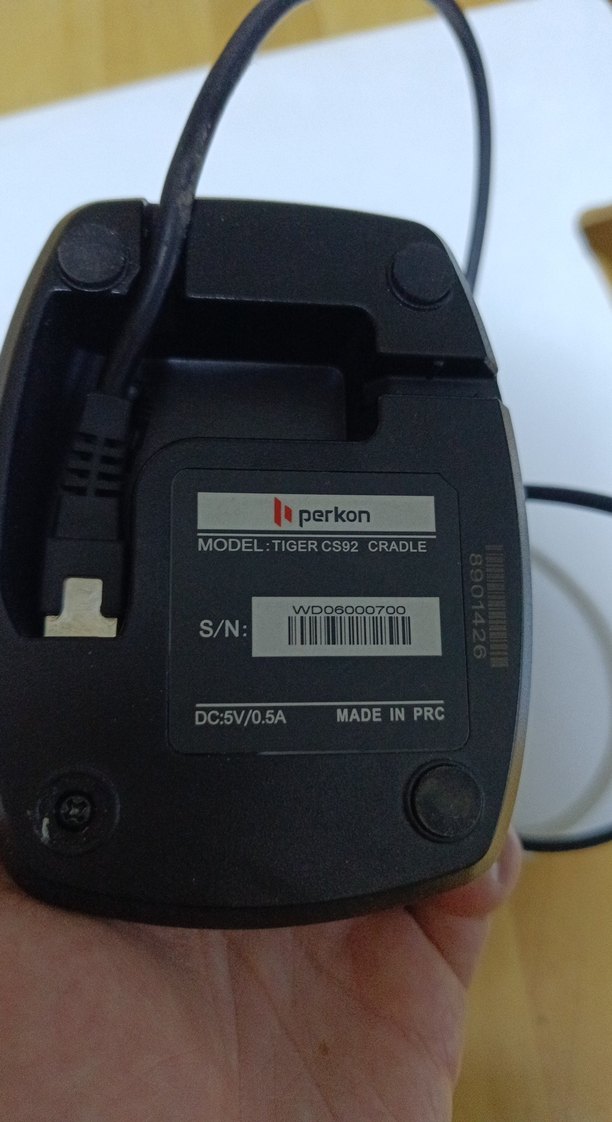 perkon
MODEL: TIGER CS92 CRADLE
S/N: WD06000700
DC:5V/0.5A MADE IN PRC
8901426